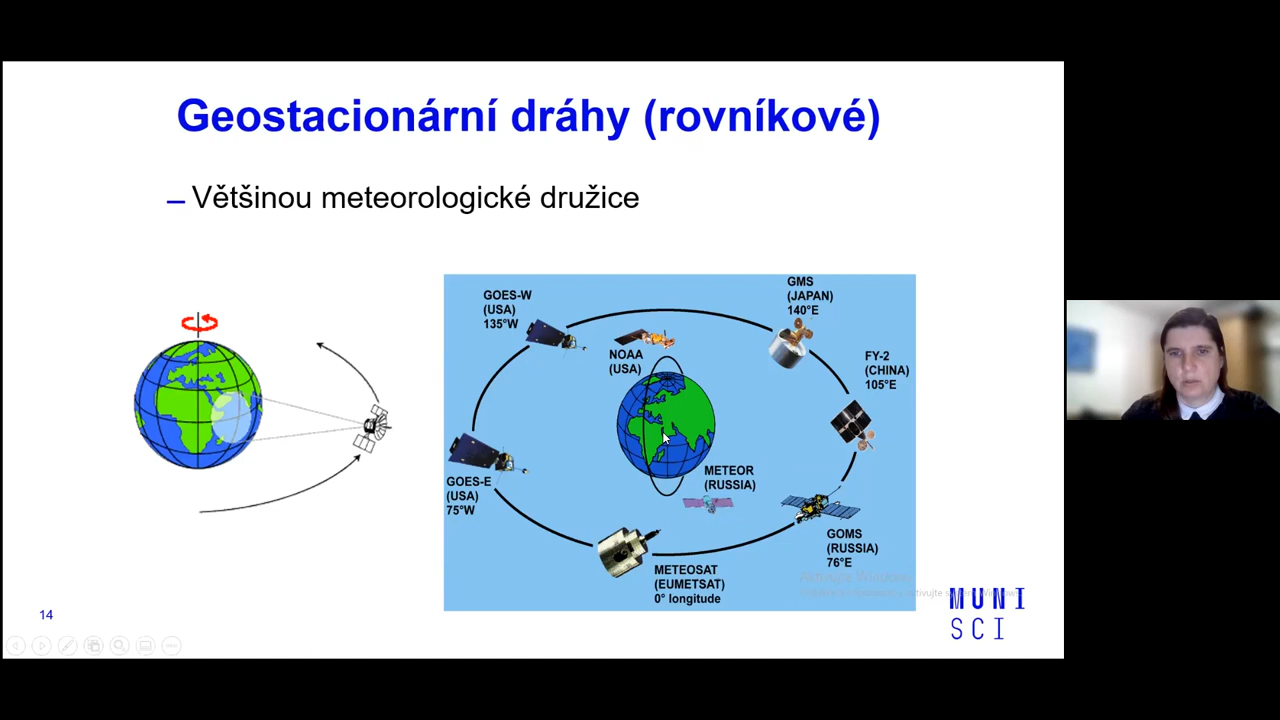 Geostacionární dráhy (rovníkové)
– Většinou meteorologické družice
GOES-W
(USA)
135°W
NOAA
(USA)
GMS
(JAPAN)
140°E
FY-2
(CHINA)
105°E
GOES-E
(USA)
75°W
METEOR
(RUSSIA)
GOMS
(RUSSIA)
76°E
METEOSAT
(EUMETSAT)
0° longitude
14
MUNI
SCI